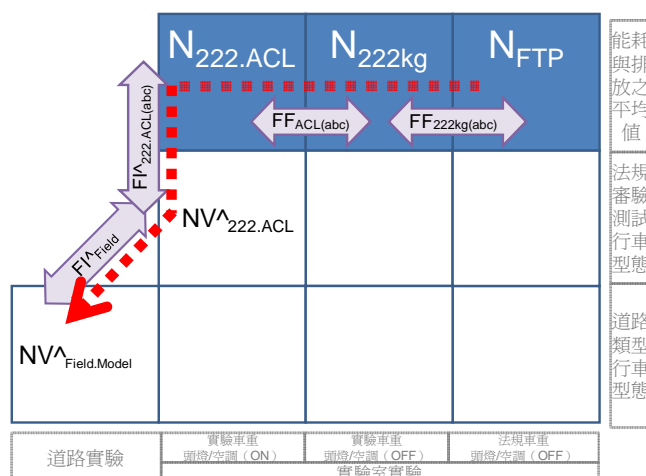 N222.ACL N222kg NFTP
FI^222.ACL(abc)
FFACL(abc) FF222kg(abc)
NV^222.ACL
FI^Field
NV^Field.Model
能耗
與排
放之
平均
值
法規
審驗
測試
行車
型態
道路
類型
行車
型態
道路實驗
實驗車重 實驗車重 法規車重
頭燈/空調（ON） 頭燈/空調（OFF） 頭燈/空調（OFF）
實驗室實驗